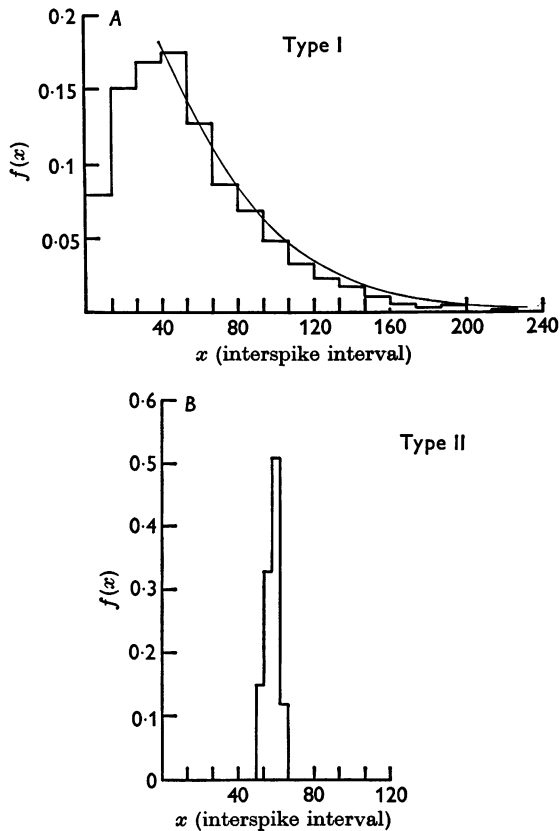 A
Type I
0·2
0·15
0·1
0·05
f(x)
40 80 120 160 200 240
x (interspike interval)
B
Type II
0·6
0·5
0·4
0·3
0·2
0·1
0
f(x)
40 80 120
x (interspike interval)